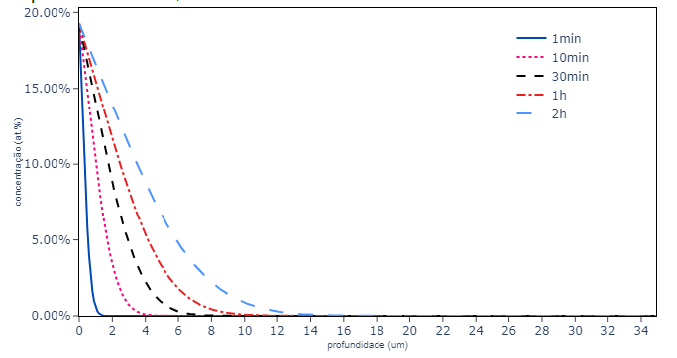 20.00%
15.00%
10.00%
5.00%
0.00%
concentração (at.%)
1min
10min
30min
1h
2h
0 2 4 6 8 10 12 14 16 18 20 22 24 26 28 30 32 34
profundidade (um)